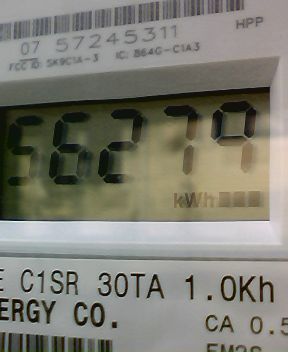 HPP
07 57245311
FCC ID: SK9C1A-3 IC: 864G-C1A3
56279
kWh
E C1SR 30TA 1.0Kh
ERGY CO.
CA 0.5